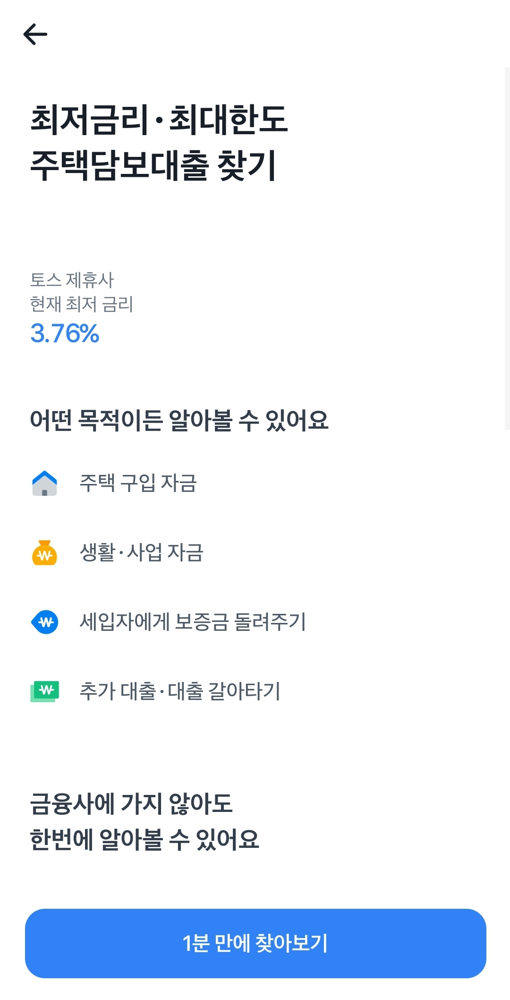 최저금리·최대한도
주택담보대출 찾기
토스 제휴사
현재 최저 금리
3.76%
어떤 목적이든 알아볼 수 있어요
주택 구입 자금
생활·사업 자금
세입자에게 보증금 돌려주기
추가 대출·대출 갈아타기
금융사에 가지 않아도
한번에 알아볼 수 있어요
1분 만에 찾아보기